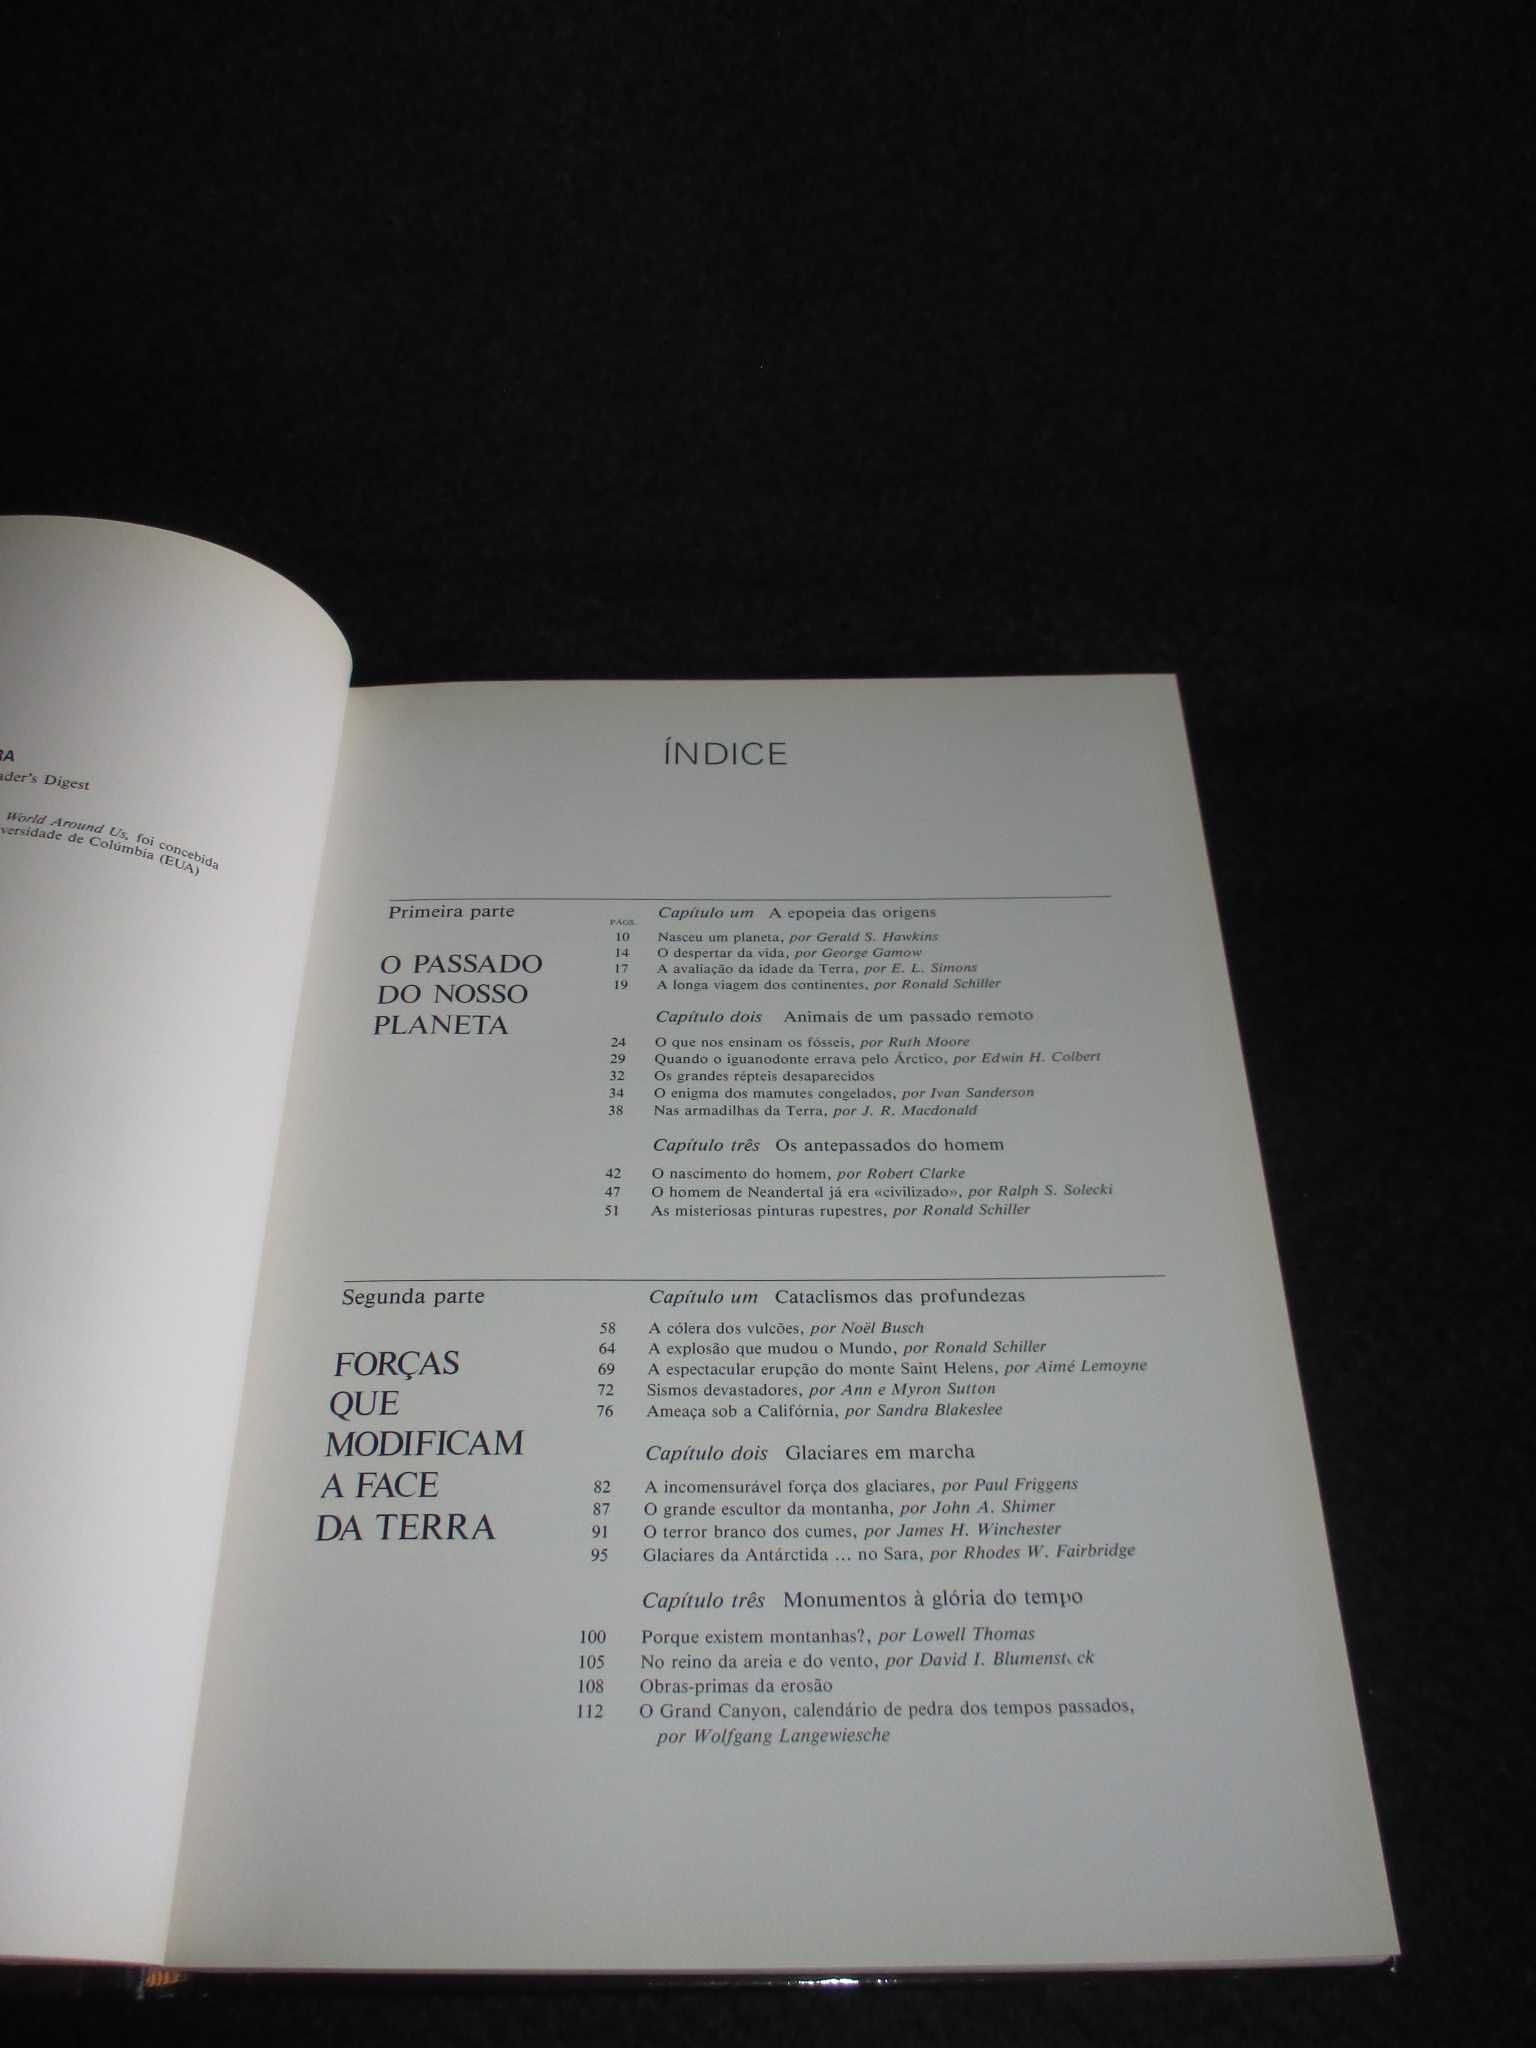 RA
ader's Digest
World Around Us, foi concebida
versidade de Colúmbia (EUA)
ÍNDICE
Primeira parte
O PASSADO
DO NOSSO
PLANETA
PÁGS.
Capítulo um A epopeia das origens
10 Nasceu um planeta, por Gerald S. Hawkins
14 O despertar da vida, por George Gamow
17 A avaliação da idade da Terra, por E. L. Simons
19 A longa viagem dos continentes, por Ronald Schiller
Capítulo dois Animais de um passado remoto
24 O que nos ensinam os fósseis, por Ruth Moore
29 Quando o iguanodonte errava pelo Árctico, por Edwin H. Colbert
32 Os grandes répteis desaparecidos
34 O enigma dos mamutes congelados, por Ivan Sanderson
38 Nas armadilhas da Terra, por J. R. Macdonald
Capítulo três Os antepassados do homem
42 O nascimento do homem, por Robert Clarke
47 O homem de Neandertal já era «civilizado», por Ralph S. Solecki
51 As misteriosas pinturas rupestres, por Ronald Schiller
Segunda parte
FORÇAS
QUE
MODIFICAM
A FACE
DA TERRA
Capítulo um Cataclismos das profundezas
58 A cólera dos vulcões, por Noël Busch
64 A explosão que mudou o Mundo, por Ronald Schiller
69 A espectacular erupção do monte Saint Helens, por Aimé Lemoyne
72 Sismos devastadores, por Ann e Myron Sutton
76 Ameaça sob a Califórnia, por Sandra Blakeslee
Capítulo dois Glaciares em marcha
82 A incomensurável força dos glaciares, por Paul Friggens
87 O grande escultor da montanha, por John A. Shimer
91 O terror branco dos cumes, por James H. Winchester
95 Glaciares da Antárctida ... no Sara, por Rhodes W. Fairbridge
Capítulo três Monumentos à glória do tempo
100 Porque existem montanhas?, por Lowell Thomas
105 No reino da areia e do vento, por David I. Blumenstock
108 Obras-primas da erosão
112 O Grand Canyon, calendário de pedra dos tempos passados,
por Wolfgang Langewiesche